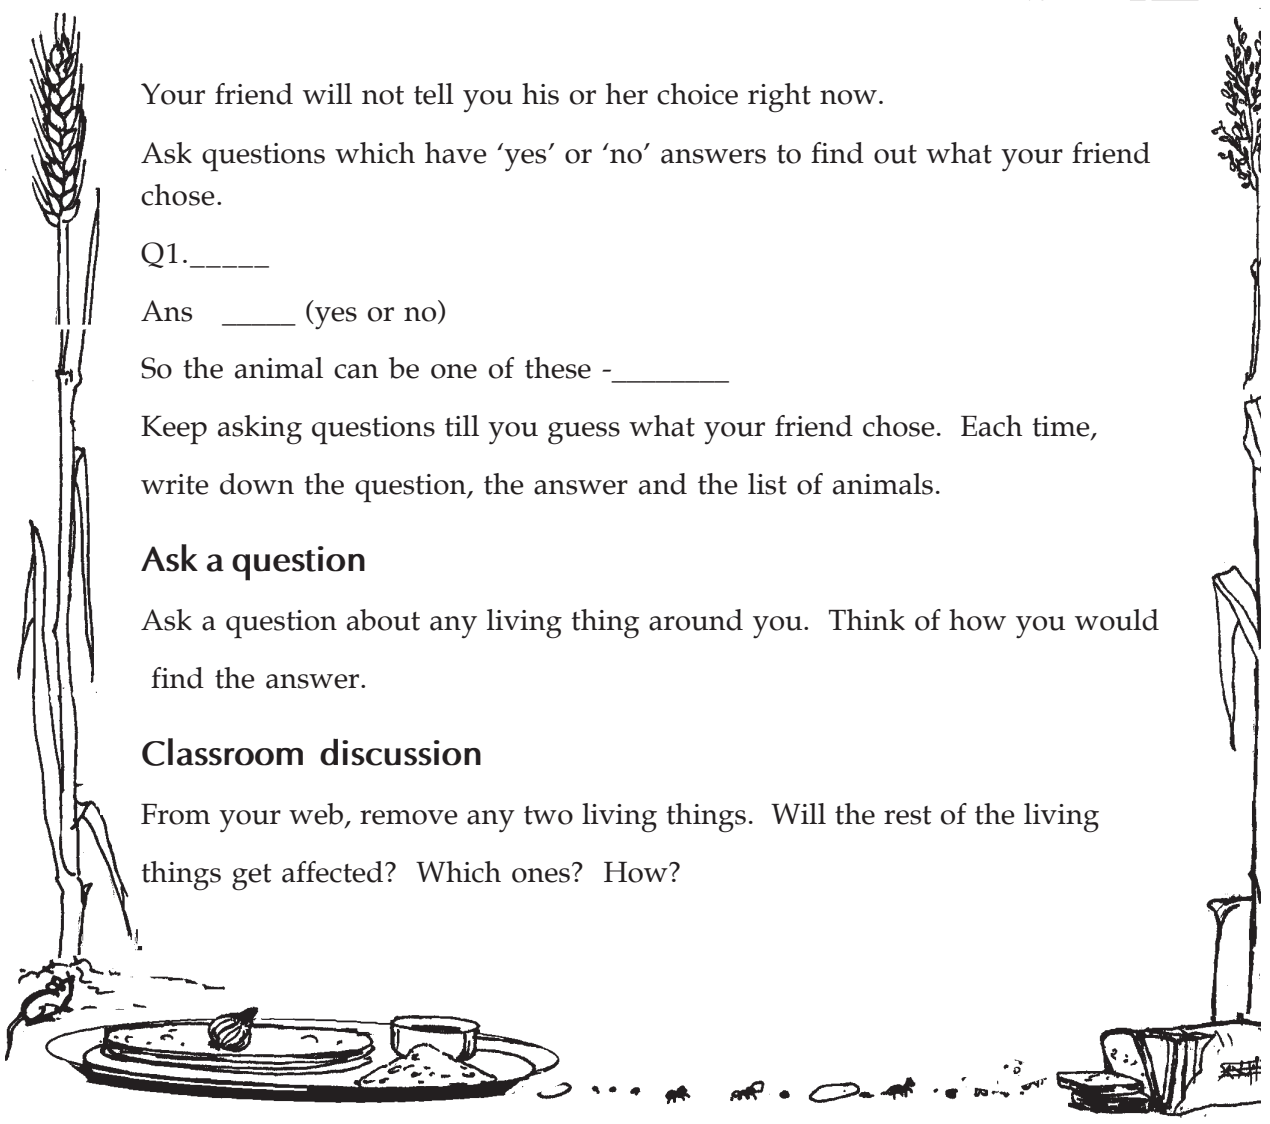 Your friend will not tell you his or her choice right now.
Ask questions which have ‘yes’ or ‘no’ answers to find out what your friend
chose.
Q1._____
Ans _____ (yes or no)
So the animal can be one of these -________
Keep asking questions till you guess what your friend chose. Each time,
write down the question, the answer and the list of animals.
Ask a question
Ask a question about any living thing around you. Think of how you would
find the answer.
Classroom discussion
From your web, remove any two living things. Will the rest of the living
things get affected? Which ones? How?